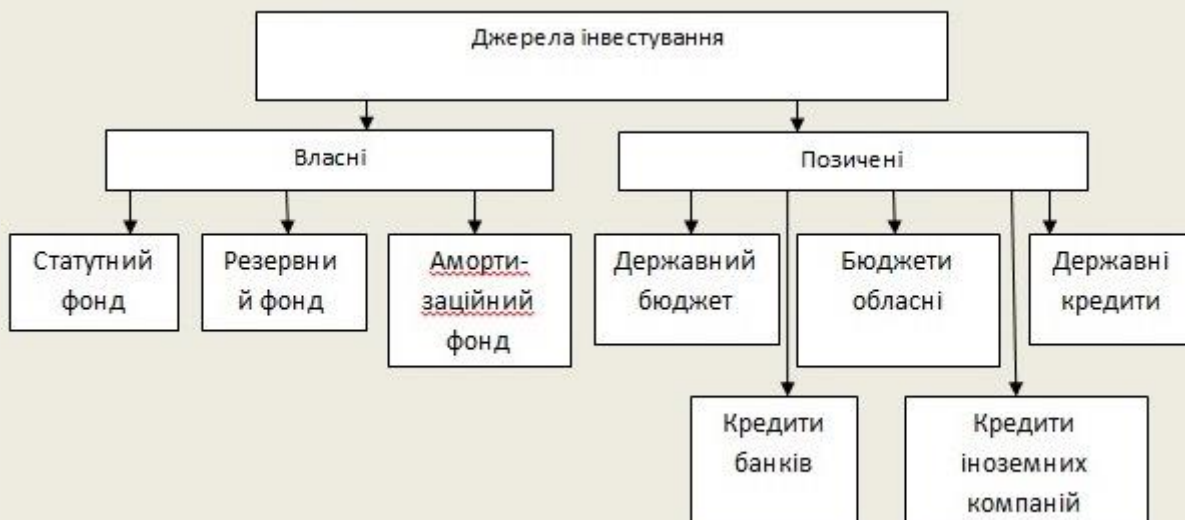 Джерела інвестування
Власні
Позичені
Статутний
фонд
Резервни
й фонд
Аморти-
заційний
фонд
Державний
бюджет
Бюджети
обласні
Державні
кредити
Кредити
банків
Кредити
іноземних
компаній